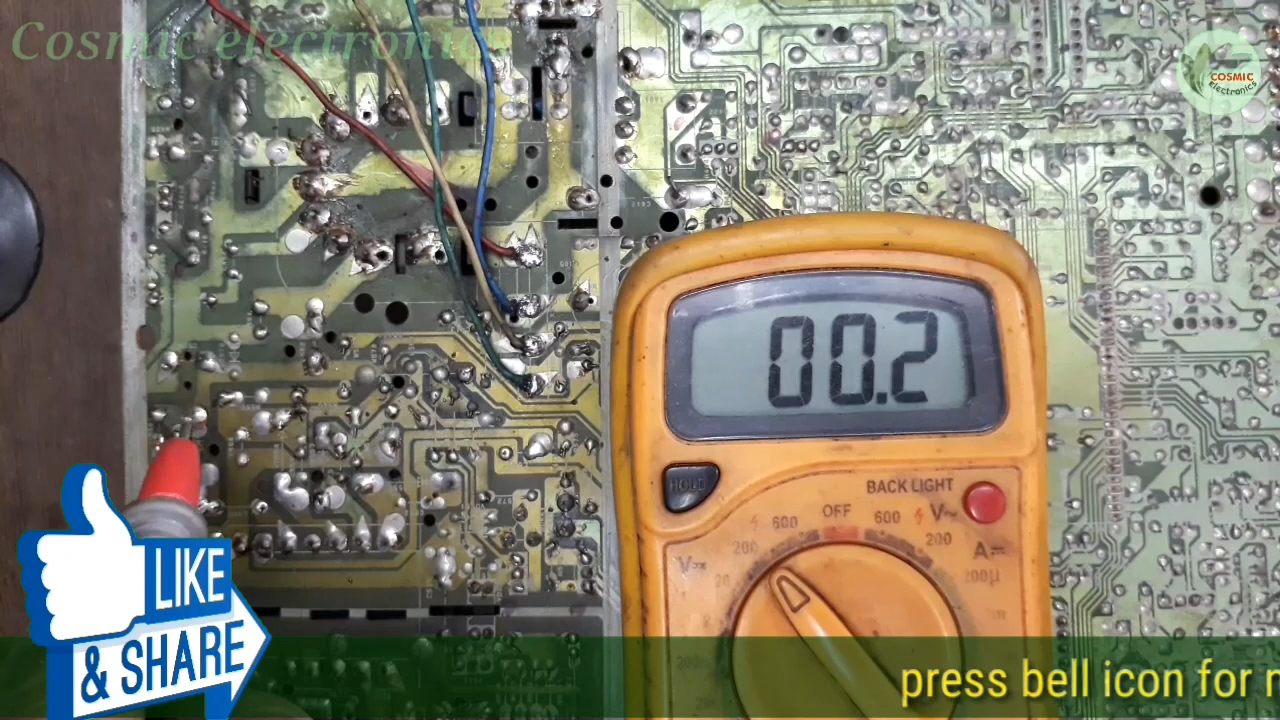 Cosmic electronic
COSMIC
electronics
00.2
HOLD
BACK LIGHT
OFF
600
600
V
200
200
V
A
20
200µ
LIKE
& SHARE
press bell icon for